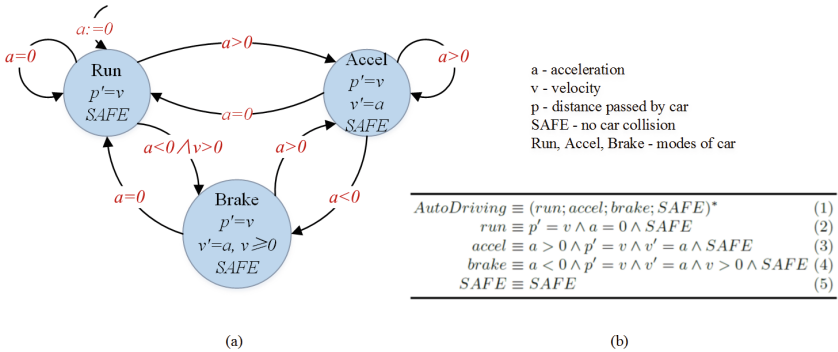 a:=0
a=0
a>0
a>0
Run
p'=v
SAFE
Accel
p'=v
v'=a
SAFE
a=0
a<0∧v>0
a>0
a=0
a<0
Brake
p'=v
v'=a, v⩾0
SAFE
(a)
a - acceleration
v - velocity
p - distance passed by car
SAFE - no car collision
Run, Accel, Brake - modes of car
AutoDriving ≡ (run; accel; brake; SAFE)* (1)
run ≡ p′ = v ∧ a = 0 ∧ SAFE (2)
accel ≡ a > 0 ∧ p′ = v ∧ v′ = a ∧ SAFE (3)
brake ≡ a < 0 ∧ p′ = v ∧ v′ = a ∧ v > 0 ∧ SAFE (4)
SAFE ≡ SAFE (5)
(b)